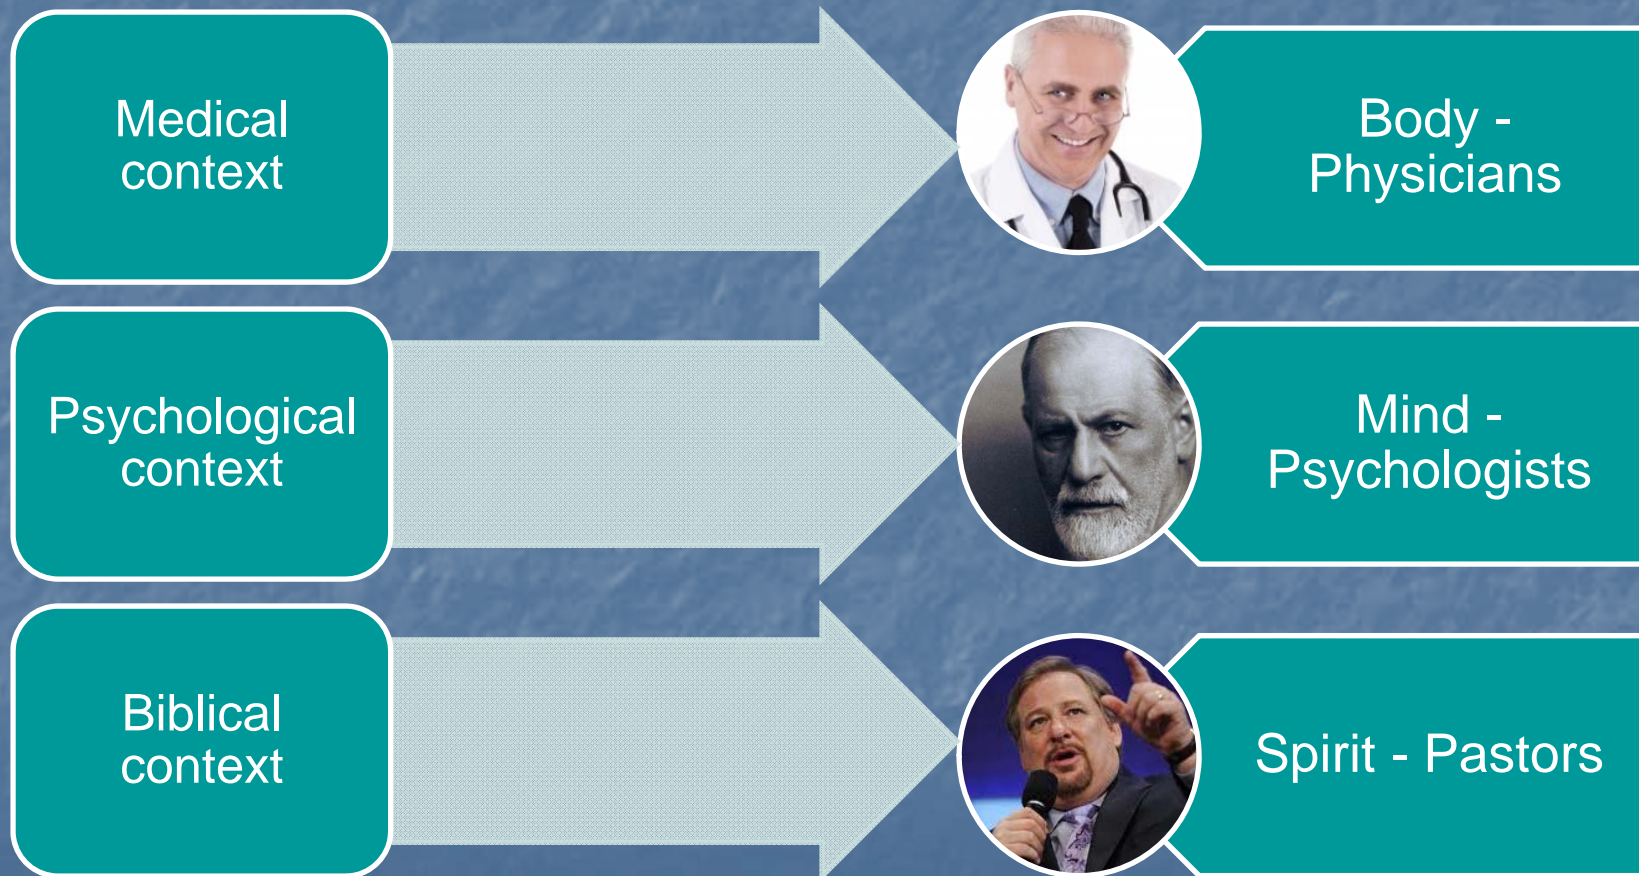 Medical
context
Body -
Physicians
Psychological
context
Mind -
Psychologists
Biblical
context
Spirit - Pastors